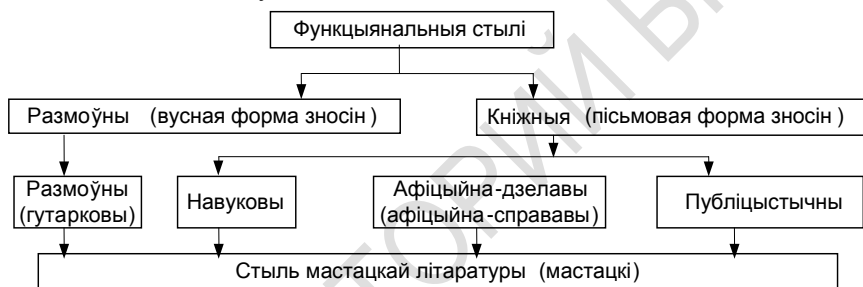 Функцыянальныя стылі
Размоўны (вусная форма зносін)
Кніжныя (пісьмовая форма зносін)
Размоўны
(гутарковы)
Навуковы
Афіцыйна-дзелавы
(афіцыйна-справавы)
Публіцыстычны
Стыль мастацкай літаратуры (мастацкі)